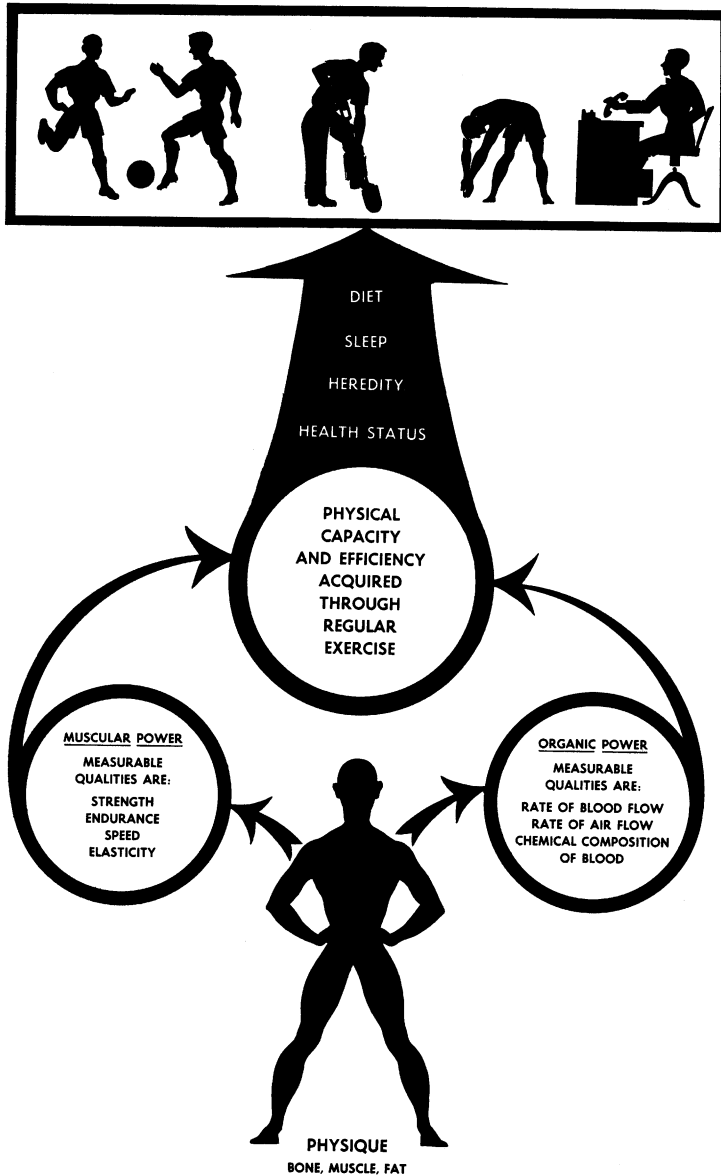 DIET
SLEEP
HEREDITY
HEALTH STATUS
PHYSICAL
CAPACITY
AND EFFICIENCY
ACQUIRED
THROUGH
REGULAR
EXERCISE
MUSCULAR POWER
MEASURABLE
QUALITIES ARE:
STRENGTH
ENDURANCE
SPEED
ELASTICITY
ORGANIC POWER
MEASURABLE
QUALITIES ARE:
RATE OF BLOOD FLOW
RATE OF AIR FLOW
CHEMICAL COMPOSITION
OF BLOOD
PHYSIQUE
BONE, MUSCLE, FAT